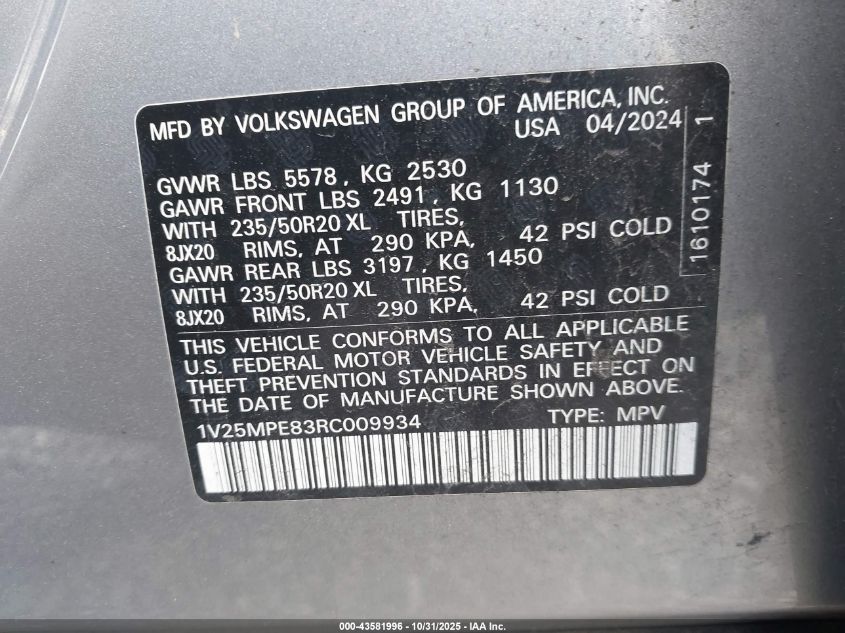 MFD BY VOLKSWAGEN GROUP OF AMERICA, INC.
USA 04/2024
GVWR LBS 5578, KG 2530
GAWR FRONT LBS 2491, KG 1130
WITH 235/50R20 XL TIRES,
8JX20 RIMS, AT 290 KPA, 42 PSI COLD
GAWR REAR LBS 3197, KG 1450
WITH 235/50R20 XL TIRES,
8JX20 RIMS, AT 290 KPA, 42 PSI COLD
THIS VEHICLE CONFORMS TO ALL APPLICABLE
U.S. FEDERAL MOTOR VEHICLE SAFETY AND
THEFT PREVENTION STANDARDS IN EFFECT ON
THE DATE OF MANUFACTURE SHOWN ABOVE.
1V25MPE83RC009934 TYPE: MPV
1610174 1
000-43581996 - 10/31/2025 - IAA Inc.